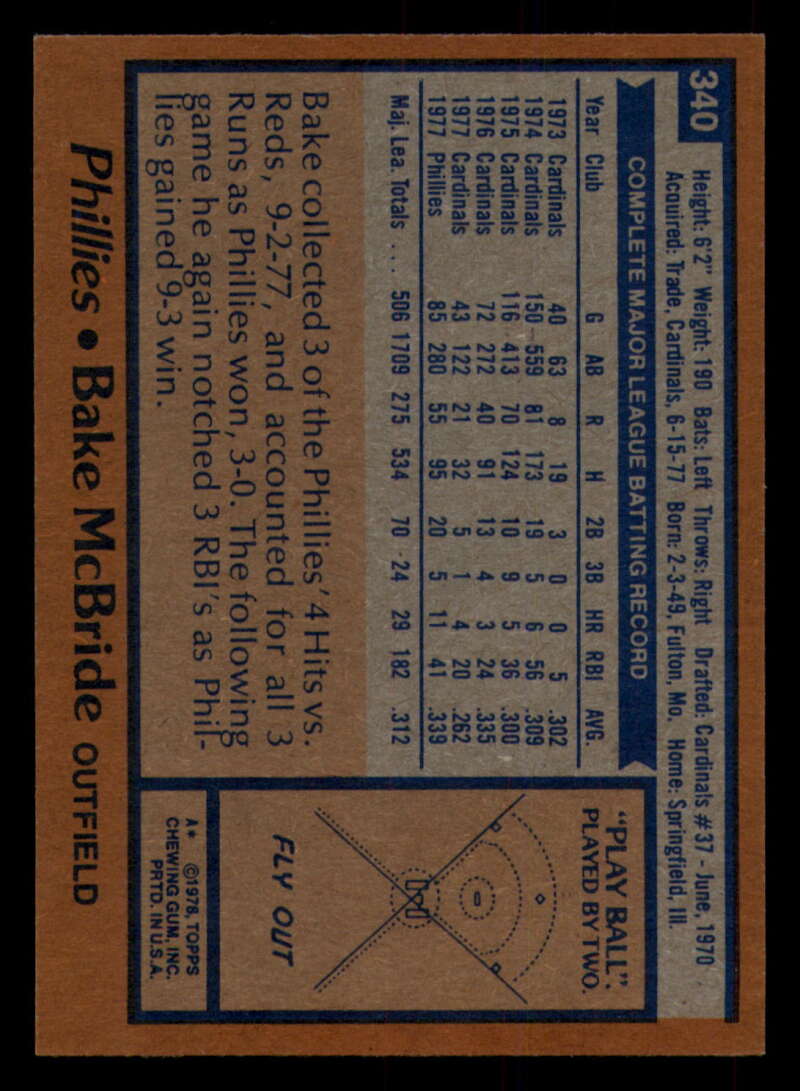 340
Height: 6'2" Weight: 190 Bats: Left Throws: Right Drafted: Cardinals #37 - June, 1970
Acquired: Trade, Cardinals, 6-15-77 Born: 2-3-49, Fulton, Mo. Home: Springfield, Ill.
COMPLETE MAJOR LEAGUE BATTING RECORD
Year Club G AB R H 2B 3B HR RBI AVG.
1973 Cardinals 40 63 8 19 3 0 0 5 .302
1974 Cardinals 150 559 81 173 19 5 6 56 .309
1975 Cardinals 116 413 70 124 10 9 5 36 .300
1976 Cardinals 72 272 40 91 13 4 3 24 .335
1977 Cardinals 43 122 21 32 5 1 4 20 .262
1977 Phillies 85 280 55 95 20 5 11 41 .339
Maj. Lea. Totals ... 506 1709 275 534 70 24 29 182 .312
Bake collected 3 of the Phillies' 4 Hits vs.
Reds, 9-2-77, and accounted for all 3
Runs as Phillies won, 3-0. The following
game he again notched 3 RBI's as Phil-
lies gained 9-3 win.
"PLAY BALL".
PLAYED BY TWO.
FLY OUT
A* ©1978, TOPPS
CHEWING GUM, INC.
PRTD. IN U.S.A.
Phillies • Bake McBride OUTFIELD